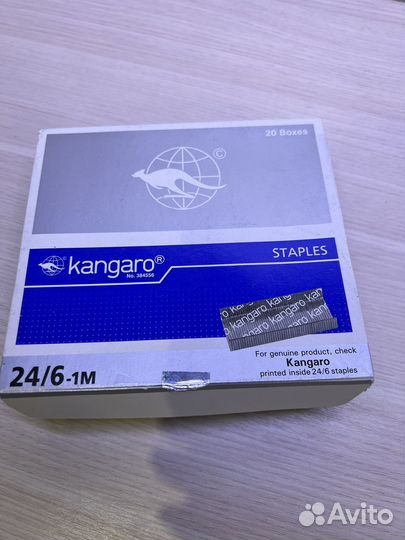 20 Boxes
©
kangaro®
No. 384556
STAPLES
kangaro kangaro kangaro
For genuine product, check
Kangaro
printed inside 24/6 staples
24/6-1M
Avito